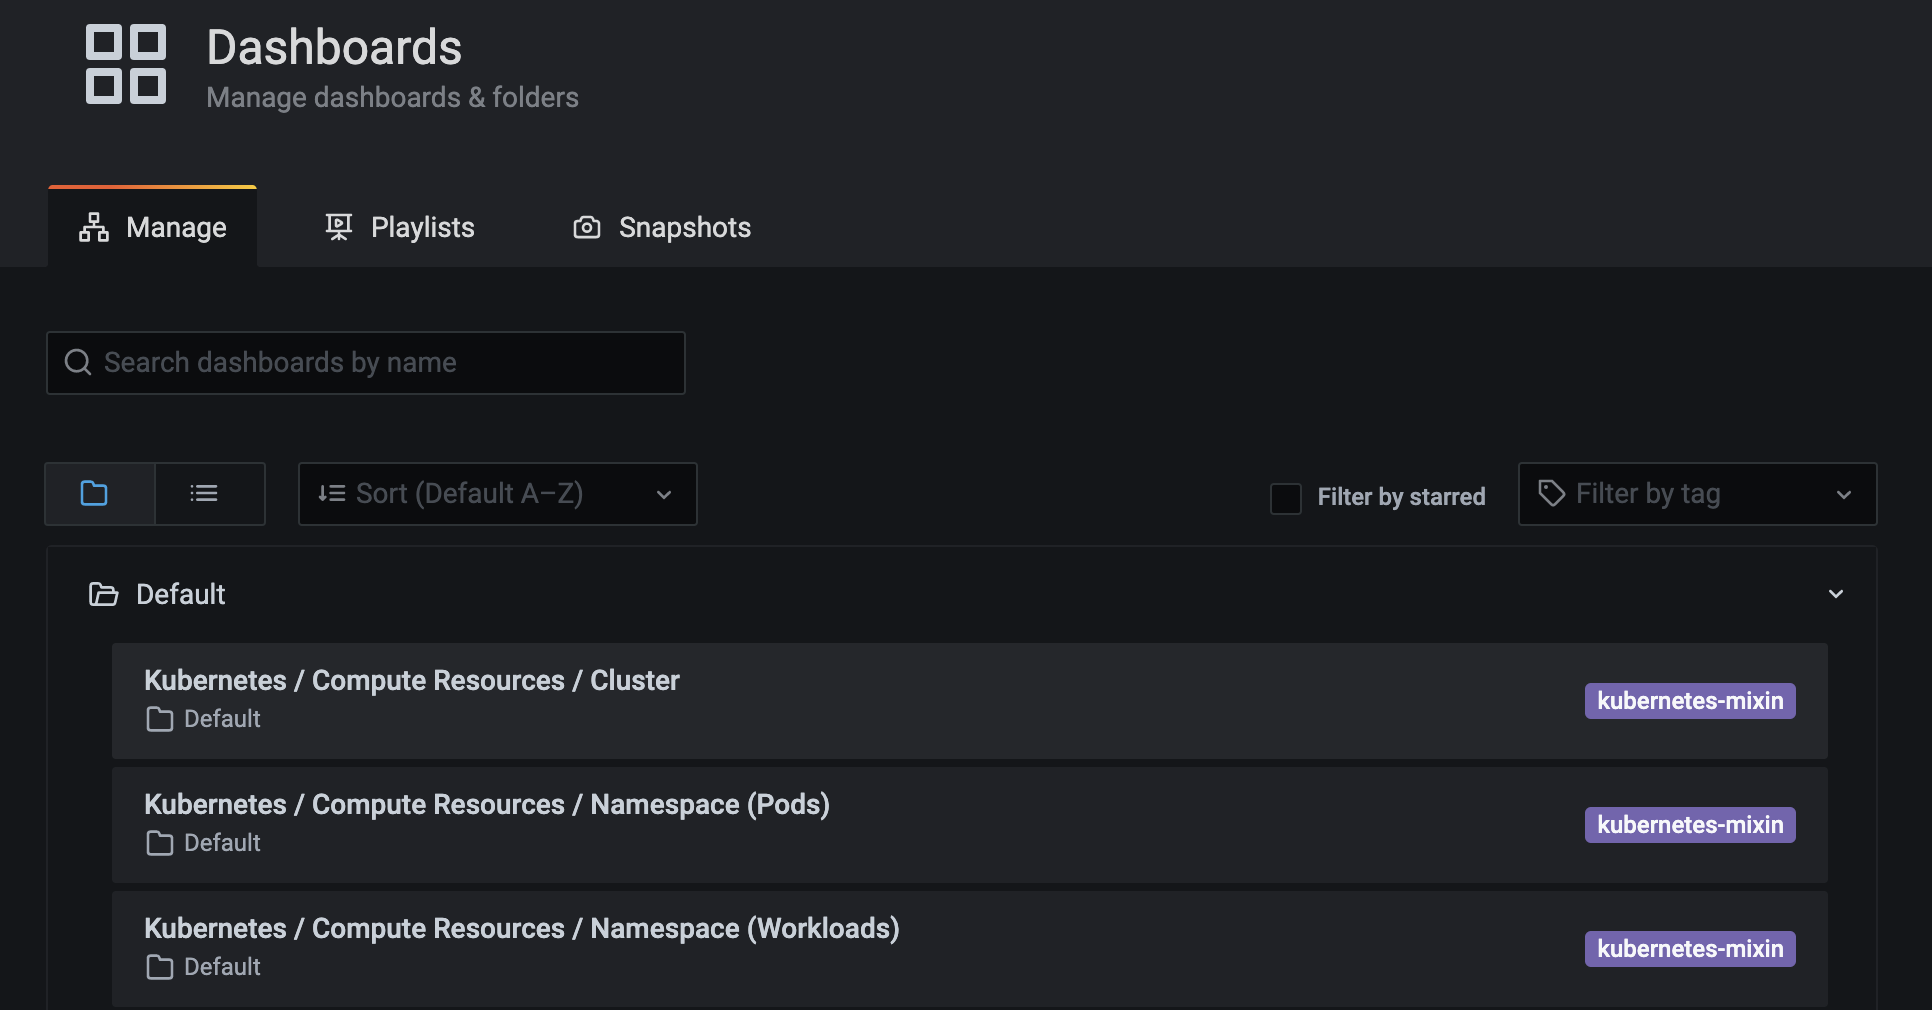 Dashboards
Manage dashboards & folders
Manage
Playlists
Snapshots
Search dashboards by name
Sort (Default A–Z)
Filter by starred
Filter by tag
Default
Kubernetes / Compute Resources / Cluster
Default
kubernetes-mixin
Kubernetes / Compute Resources / Namespace (Pods)
Default
kubernetes-mixin
Kubernetes / Compute Resources / Namespace (Workloads)
Default
kubernetes-mixin